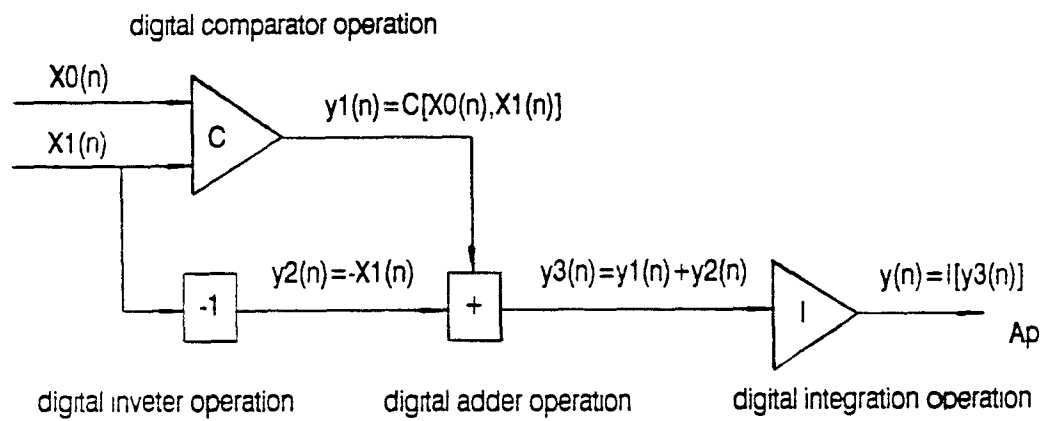 digital comparator operation
X0(n)
y1(n)=C[X0(n),X1(n)]
C
X1(n)
y2(n)=-X1(n)
y3(n)=y1(n)+y2(n)
y(n)=I[y3(n)]
-1
+
I
Ap
digital inveter operation
digital adder operation
digital integration operation